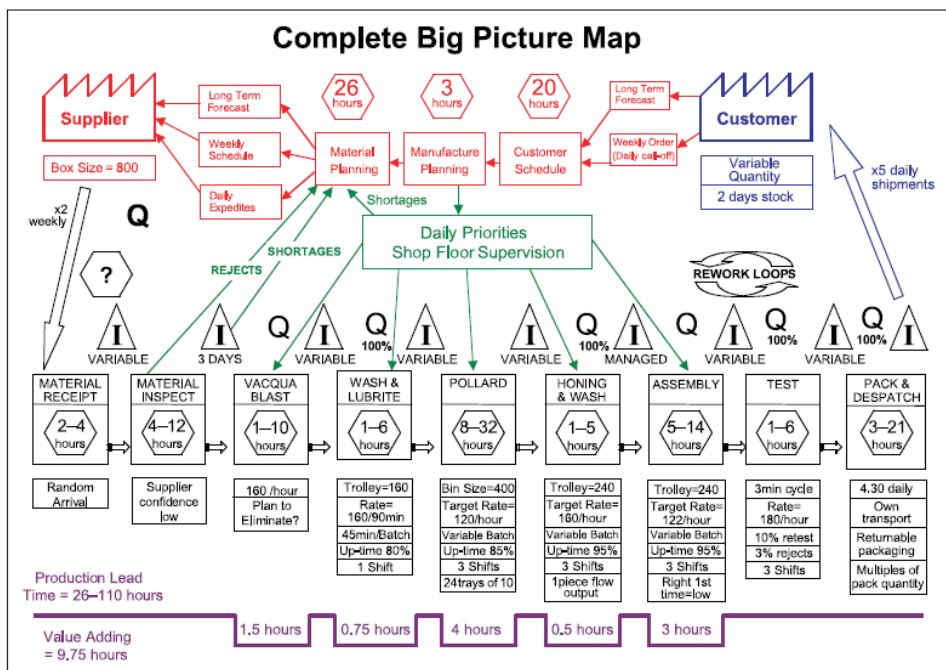 Complete Big Picture Map
26
hours
3
hours
20
hours
Supplier
Long Term
Forecast
Weekly
Schedule
Daily
Expedites
Material
Planning
Manufacture
Planning
Customer
Schedule
Long Term
Forecast
Weekly Order
(Daily call-off)
Customer
Box Size = 800
Variable
Quantity
2 days stock
x5 daily
shipments
x2
weekly
Q
Shortages
REJECTS
SHORTAGES
Daily Priorities
Shop Floor Supervision
REWORK LOOPS
?
I
VARIABLE
I
3 DAYS
Q
I
VARIABLE
Q
100%
I
VARIABLE
I
VARIABLE
Q
100%
I
MANAGED
Q
I
VARIABLE
Q
100%
I
VARIABLE
Q
100%
I
MATERIAL
RECEIPT
2–4
hours
MATERIAL
INSPECT
4–12
hours
VACQUA
BLAST
1–10
hours
WASH &
LUBRITE
1–6
hours
POLLARD
8–32
hours
HONING
& WASH
1–5
hours
ASSEMBLY
5–14
hours
TEST
1–6
hours
PACK &
DESPATCH
3–21
hours
Random
Arrival
Supplier
confidence
low
160 /hour
Plan to
Eliminate?
Trolley=160
Rate=
160/90min
45min/Batch
Up-time 80%
1 Shift
Bin Size=400
Target Rate=
120/hour
Variable Batch
Up-time 85%
3 Shifts
24trays of 10
Trolley=240
Target Rate=
160/hour
Variable Batch
Up-time 95%
3 Shifts
1piece flow
output
Trolley=240
Target Rate=
122/hour
Variable Batch
Up-time 95%
3 Shifts
Right 1st
time=low
3min cycle
Rate=
180/hour
10% retest
3% rejects
3 Shifts
4.30 daily
Own
transport
Returnable
packaging
Multiples of
pack quantity
Production Lead
Time = 26–110 hours
Value Adding
= 9.75 hours
1.5 hours
0.75 hours
4 hours
0.5 hours
3 hours